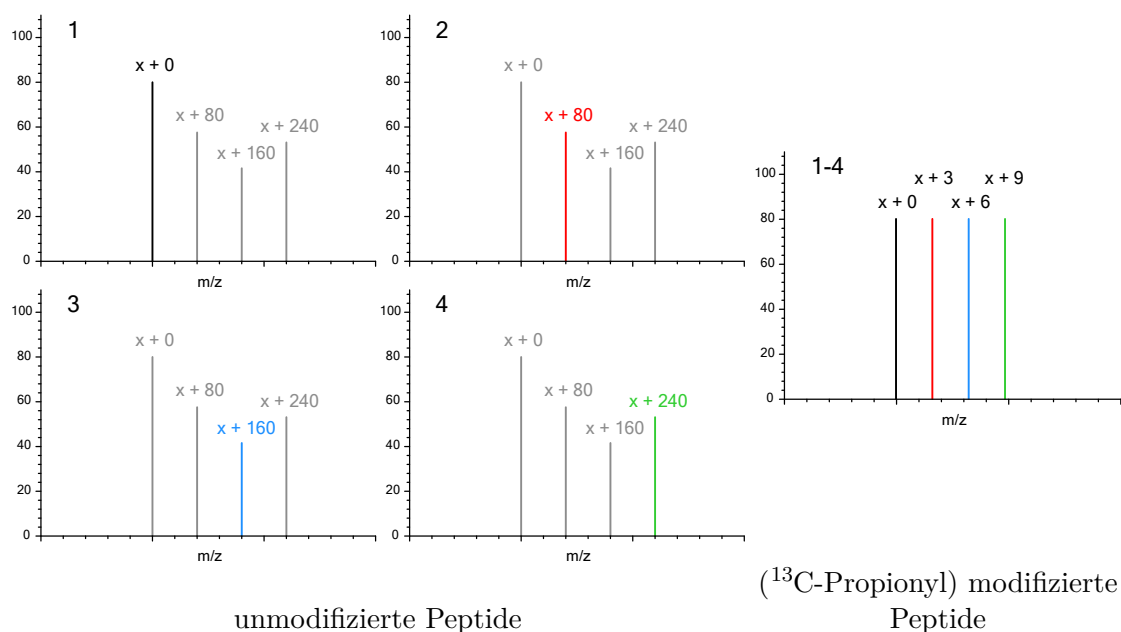 1
x + 0
x + 80
x + 160
x + 240
100
80
60
40
20
0
m/z
2
x + 0
x + 80
x + 160
x + 240
100
80
60
40
20
0
m/z
3
x + 0
x + 80
x + 160
x + 240
100
80
60
40
20
0
m/z
4
x + 0
x + 80
x + 160
x + 240
100
80
60
40
20
0
m/z
1-4
x + 0
x + 3
x + 6
x + 9
100
80
60
40
20
0
m/z
unmodifizierte Peptide
(¹³C-Propionyl) modifizierte
Peptide